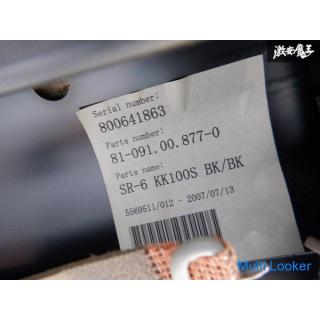 激安魔王
Serial number:
800641863
Parts number:
81-091.00.877-0
Parts name:
SR-6 KK100S BK/BK
5569511/012 - 2007/07/13
Multi Looker